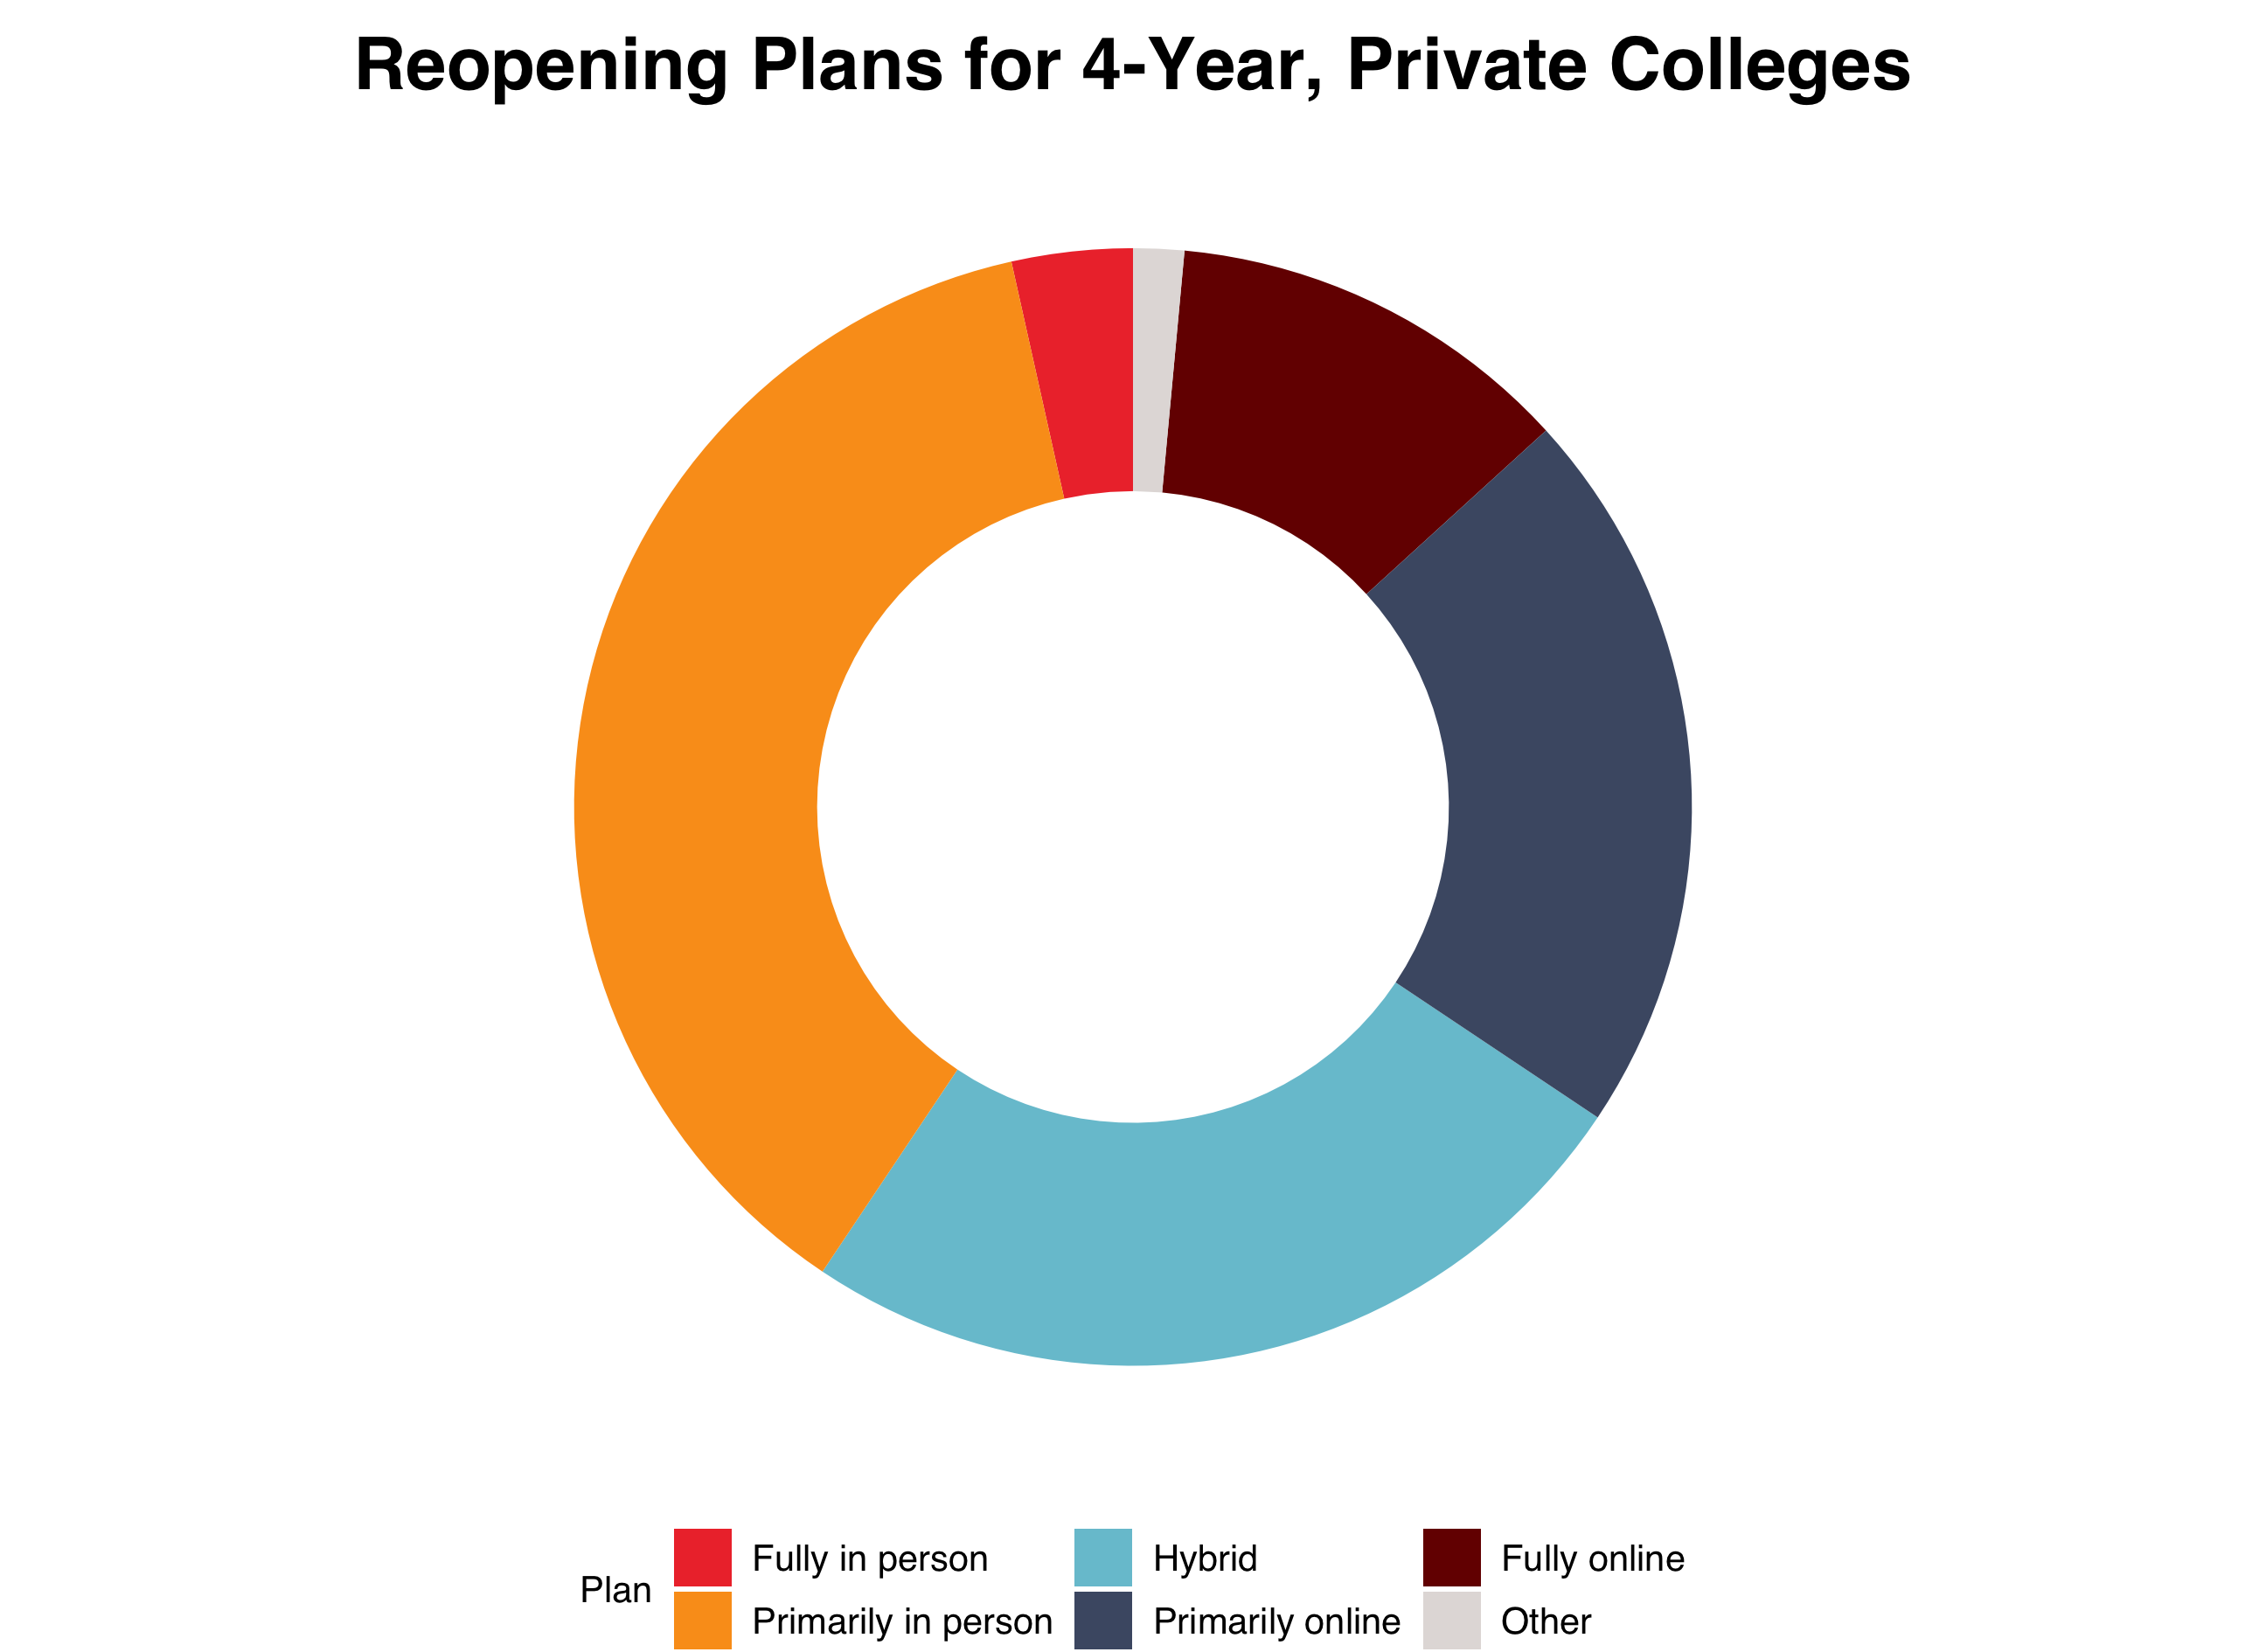 Reopening Plans for 4-Year, Private Colleges
Plan
Fully in person
Hybrid
Fully online
Primarily in person
Primarily online
Other